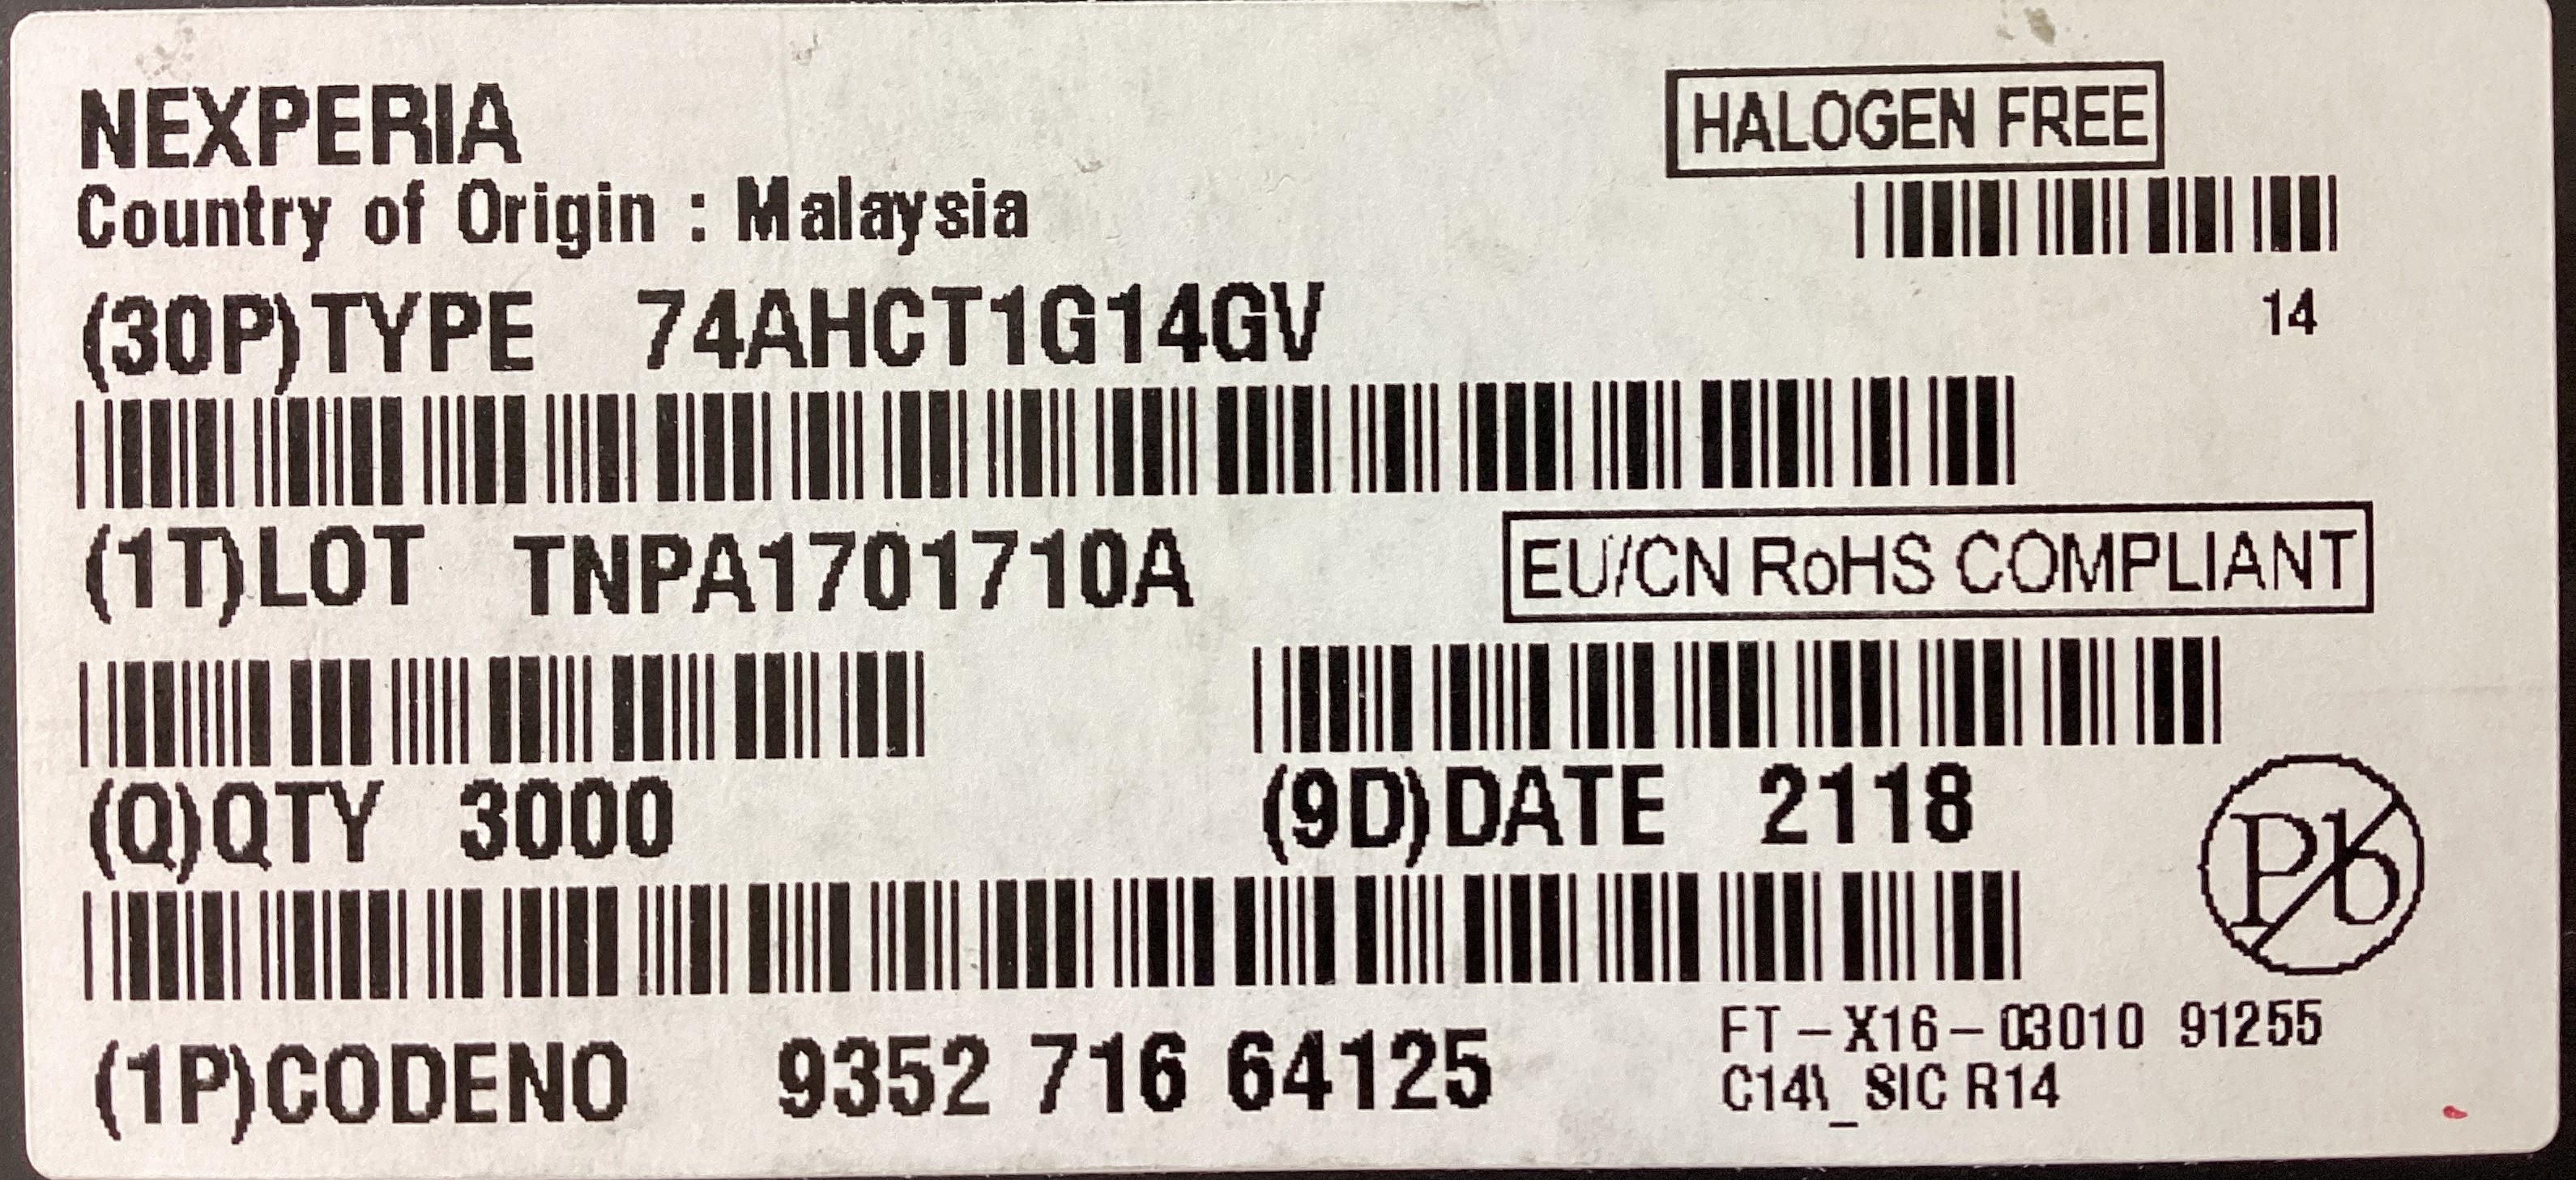 NEXPERIA
HALOGEN FREE
Country of Origin : Malaysia
14
(30P)TYPE 74AHCT1G14GV
(1T)LOT TNPA1701710A
EU/CN RoHS COMPLIANT
(Q)QTY 3000
(9D)DATE 2118
Pb
(1P)CODENO 9352 716 64125
FT-X16-03010 91255
C14\_SIC R14